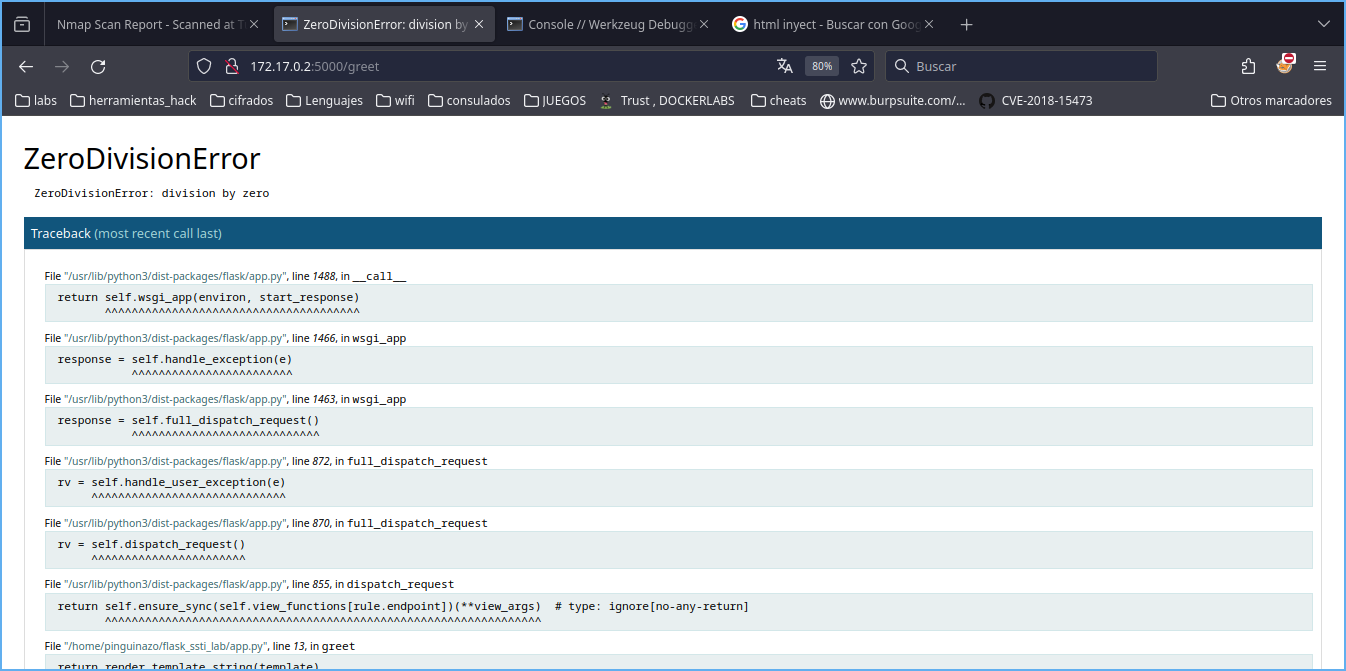 Nmap Scan Report - Scanned at T
ZeroDivisionError: division by
Console // Werkzeug Debugg
html inyect - Buscar con Goog
172.17.0.2:5000/greet
80%
Buscar
labs
herramientas_hack
cifrados
Lenguajes
wifi
consulados
JUEGOS
Trust , DOCKERLABS
cheats
www.burpsuite.com/...
CVE-2018-15473
Otros marcadores
ZeroDivisionError
ZeroDivisionError: division by zero
Traceback (most recent call last)
File "/usr/lib/python3/dist-packages/flask/app.py", line 1488, in __call__
return self.wsgi_app(environ, start_response)
^^^^^^^^^^^^^^^^^^^^^^^^^^^^^^^^^^^^^^
File "/usr/lib/python3/dist-packages/flask/app.py", line 1466, in wsgi_app
response = self.handle_exception(e)
^^^^^^^^^^^^^^^^^^^^^^^^
File "/usr/lib/python3/dist-packages/flask/app.py", line 1463, in wsgi_app
response = self.full_dispatch_request()
^^^^^^^^^^^^^^^^^^^^^^^^^^^^
File "/usr/lib/python3/dist-packages/flask/app.py", line 872, in full_dispatch_request
rv = self.handle_user_exception(e)
^^^^^^^^^^^^^^^^^^^^^^^^^^^^^
File "/usr/lib/python3/dist-packages/flask/app.py", line 870, in full_dispatch_request
rv = self.dispatch_request()
^^^^^^^^^^^^^^^^^^^^^^^
File "/usr/lib/python3/dist-packages/flask/app.py", line 855, in dispatch_request
return self.ensure_sync(self.view_functions[rule.endpoint])(**view_args)  # type: ignore[no-any-return]
^^^^^^^^^^^^^^^^^^^^^^^^^^^^^^^^^^^^^^^^^^^^^^^^^^^^^^^^^^^^^^^^^
File "/home/pinguinazo/flask_ssti_lab/app.py", line 13, in greet
return render_template_string(template)